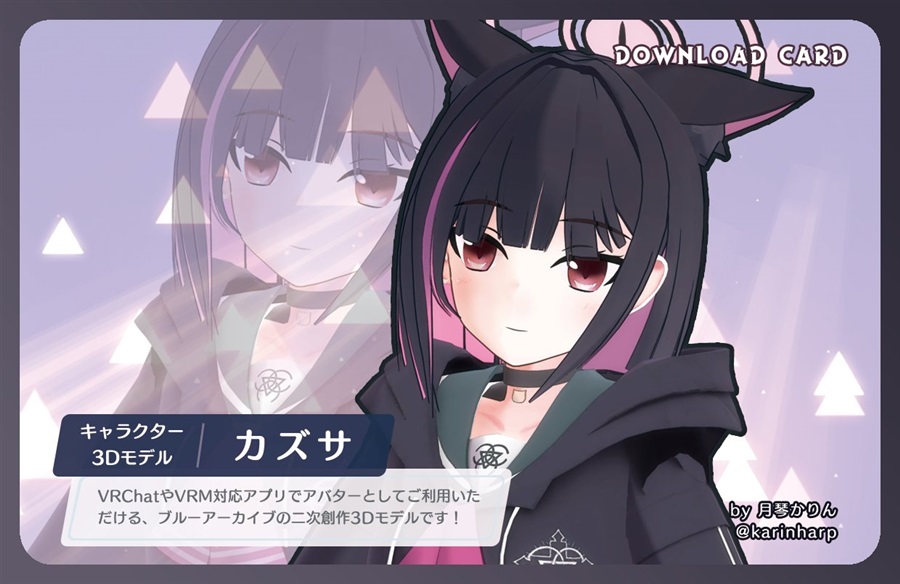 DOWNLOAD CARD
キャラクター
3Dモデル
カズサ
VRChatやVRM対応アプリでアバターとしてご利用いた
だける、ブルーアーカイブの二次創作3Dモデルです！
by 月琴かりん
@karinharp